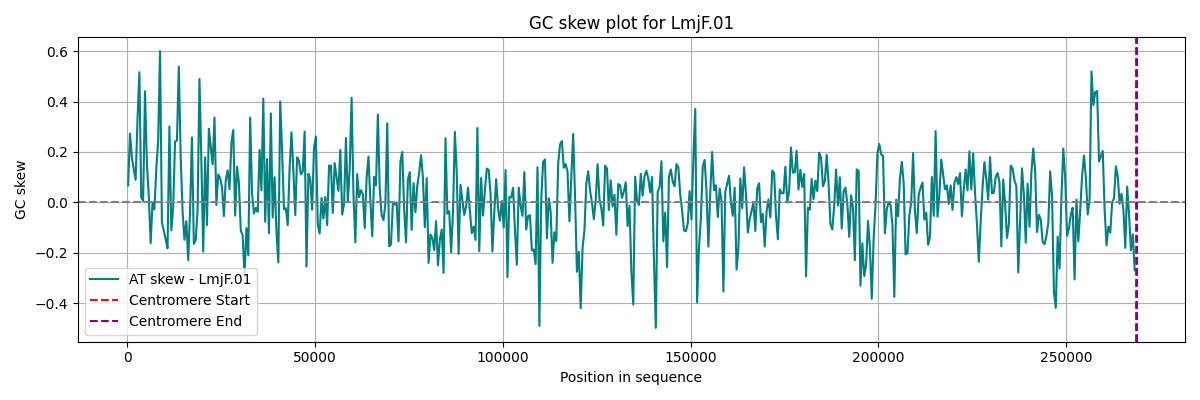 GC skew plot for LmjF.01
GC skew
0.6
0.4
0.2
0.0
−0.2
−0.4
AT skew - LmjF.01
Centromere Start
Centromere End
0 50000 100000 150000 200000 250000
Position in sequence